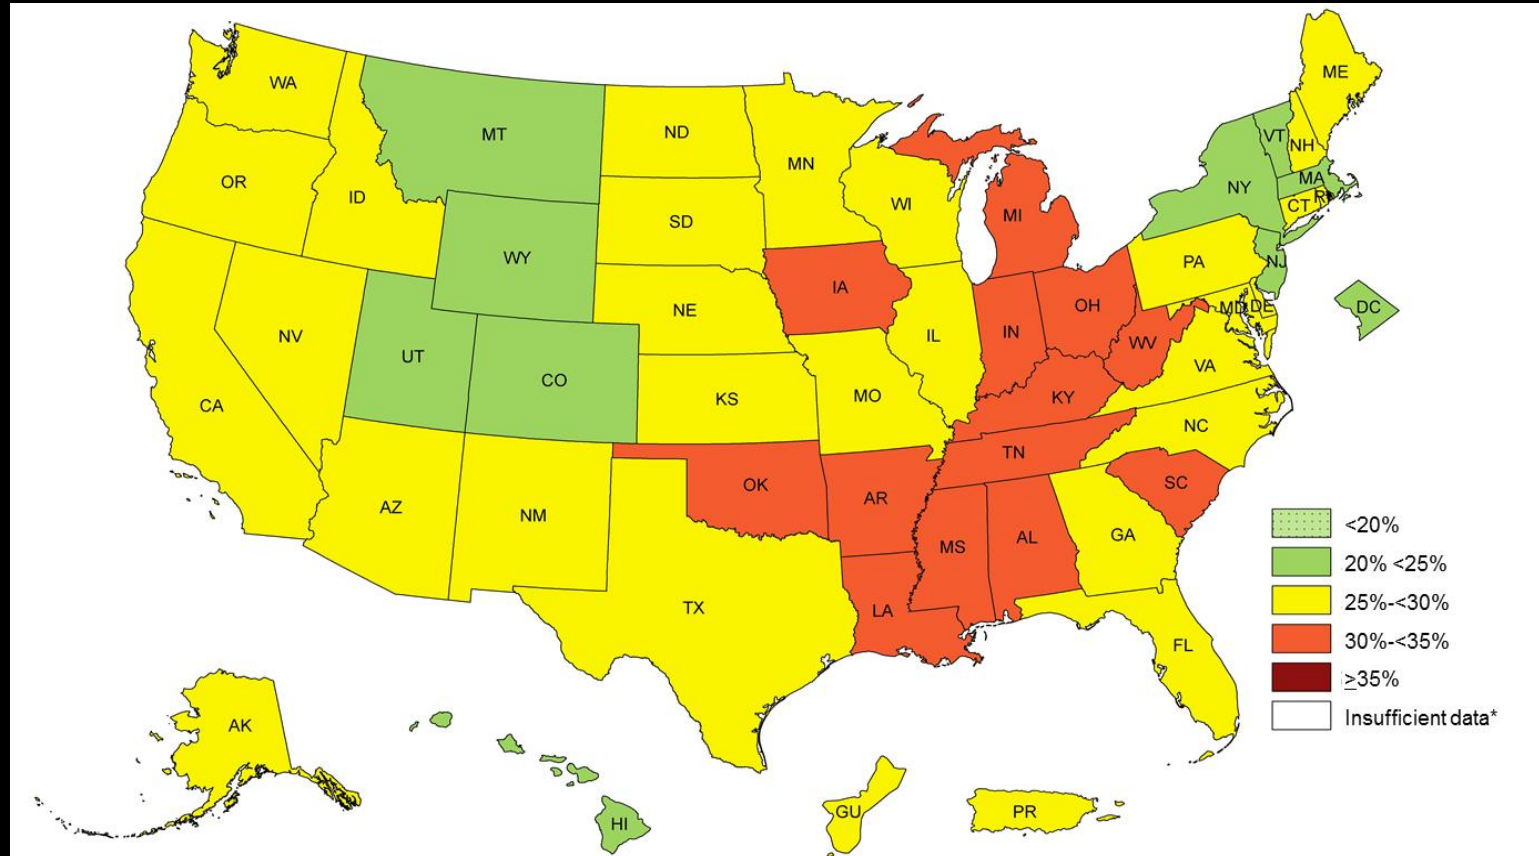 WA
MT
ND
MN
ME
OR
ID
SD
WI
MI
VT
NH
NY
MA
CT
RI
WY
NE
IA
PA
NJ
NV
UT
CO
KS
MO
IL
IN
OH
WV
MD
DE
DC
CA
VA
KY
NC
AZ
NM
OK
AR
TN
SC
TX
LA
MS
AL
GA
FL
AK
HI
GU
PR
<20%
20% <25%
25%-<30%
30%-<35%
≥35%
Insufficient data*